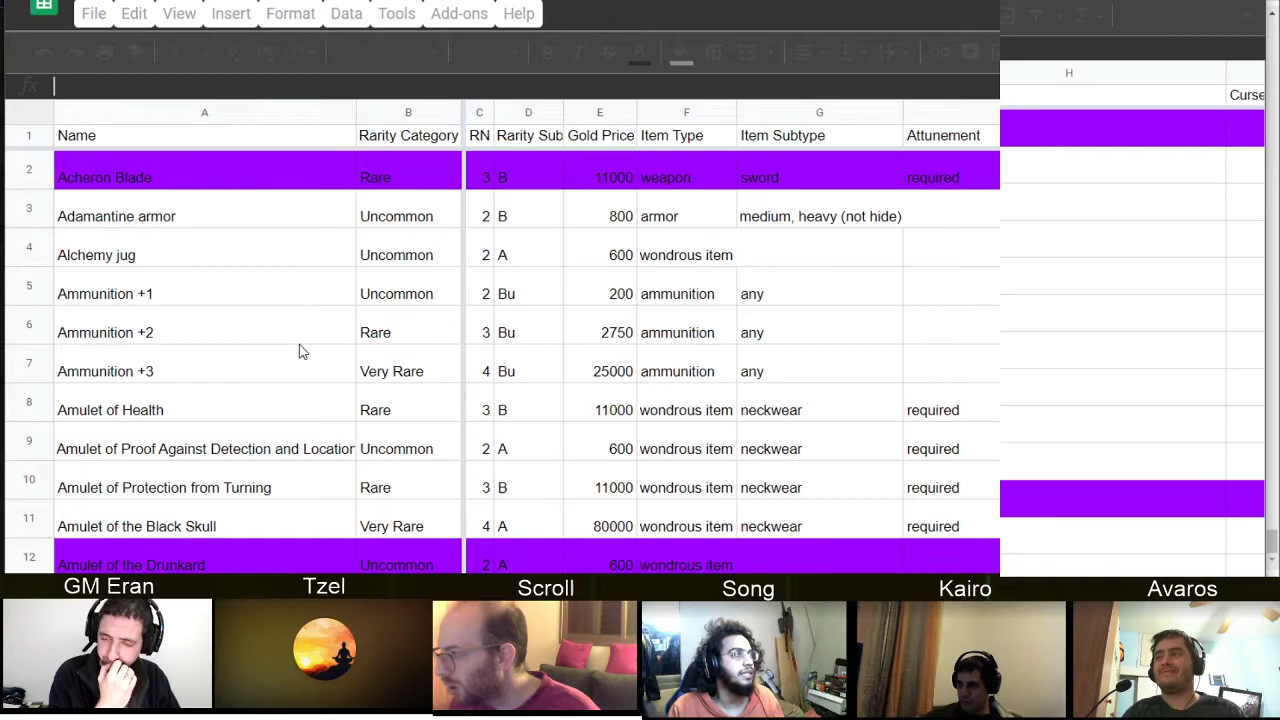 File Edit View Insert Format Data Tools Add-ons Help
fx
A B C D E F G H
Curse
1 Name Rarity Category RN Rarity Sub Gold Price Item Type Item Subtype Attunement
2 Acheron Blade Rare 3 B 11000 weapon sword required
3 Adamantine armor Uncommon 2 B 800 armor medium, heavy (not hide)
4 Alchemy jug Uncommon 2 A 600 wondrous item
5 Ammunition +1 Uncommon 2 Bu 200 ammunition any
6 Ammunition +2 Rare 3 Bu 2750 ammunition any
7 Ammunition +3 Very Rare 4 Bu 25000 ammunition any
8 Amulet of Health Rare 3 B 11000 wondrous item neckwear required
9 Amulet of Proof Against Detection and Location Uncommon 2 A 600 wondrous item neckwear required
10 Amulet of Protection from Turning Rare 3 B 11000 wondrous item neckwear required
11 Amulet of the Black Skull Very Rare 4 A 80000 wondrous item neckwear required
12 Amulet of the Drunkard Uncommon 2 A 600 wondrous item
GM Eran Tzel Scroll Song Kairo Avaros